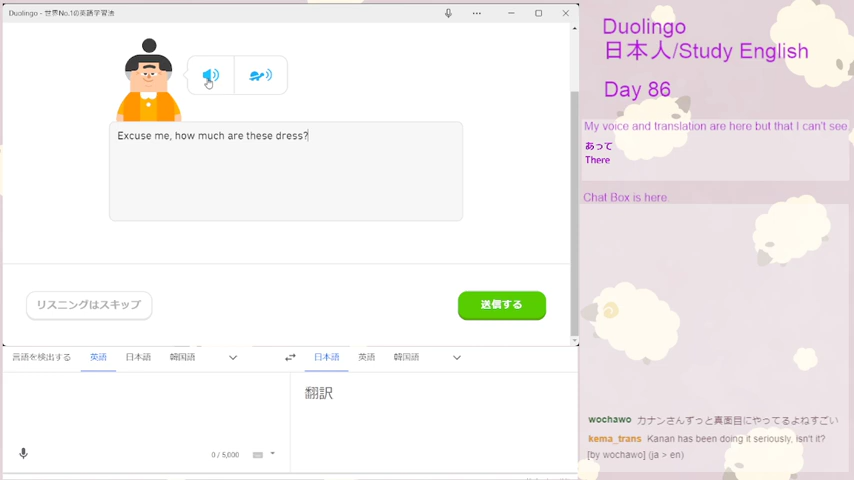 Duolingo - 世界No.1の英語学習法
Excuse me, how much are these dress?
リスニングはスキップ
送信する
言語を検出する 英語 日本語 韓国語
日本語 英語 韓国語
翻訳
0 / 5,000
Duolingo
日本人/Study English
Day 86
My voice and translation are here but that I can't see
あって
There
Chat Box is here.
wochawo カナンさんずっと真面目にやってるよねすごい
kema_trans Kanan has been doing it seriously, isn't it?
[by wochawo] (ja > en)